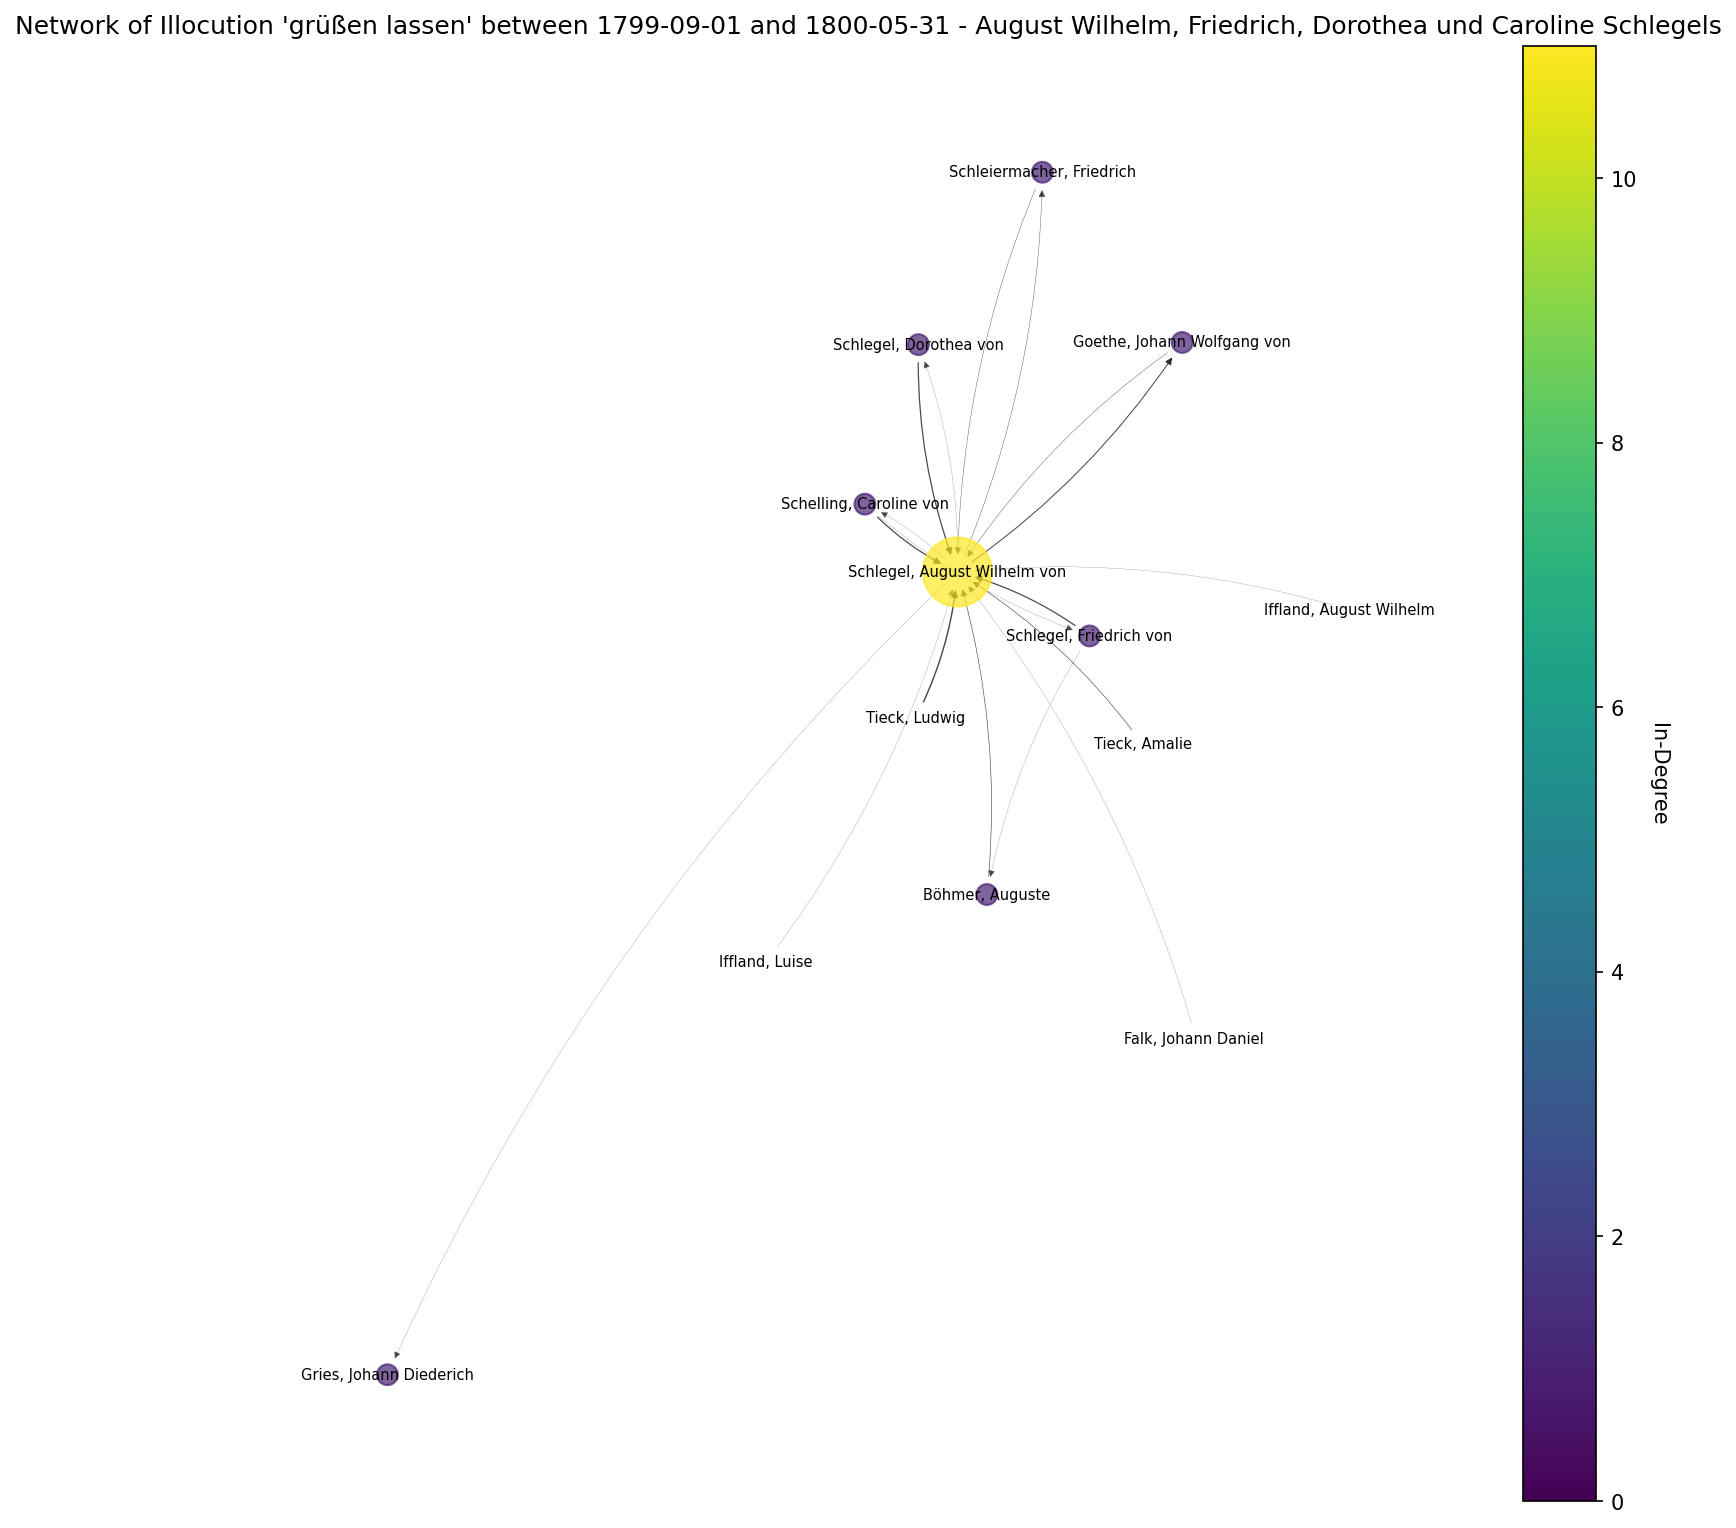 Network of Illocution 'grüßen lassen' between 1799-09-01 and 1800-05-31 - August Wilhelm, Friedrich, Dorothea und Caroline Schlegels
Schleiermacher, Friedrich
Schlegel, Dorothea von
Goethe, Johann Wolfgang von
Schelling, Caroline von
Schlegel, August Wilhelm von
Iffland, August Wilhelm
Schlegel, Friedrich von
Tieck, Ludwig
Tieck, Amalie
Böhmer, Auguste
Iffland, Luise
Falk, Johann Daniel
Gries, Johann Diederich
10
8
6
4
2
0
In-Degree